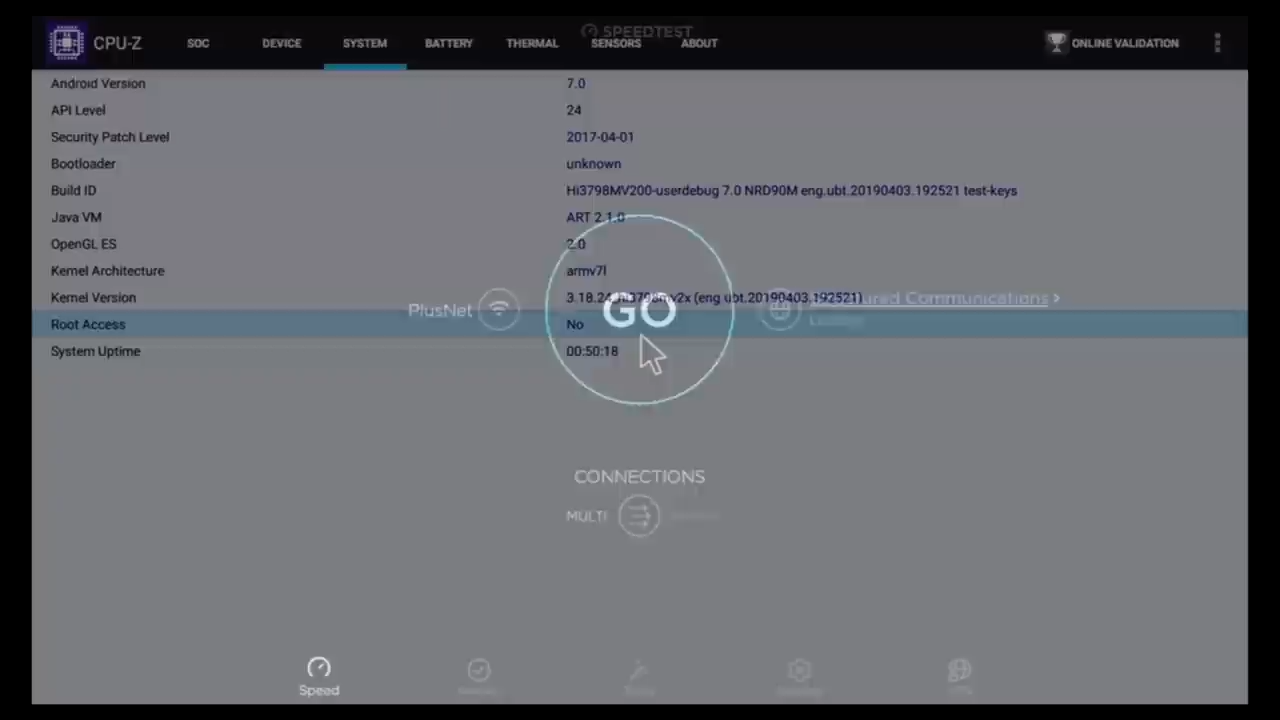 SPEEDTEST
CPU-Z SOC DEVICE SYSTEM BATTERY THERMAL SENSORS ABOUT ONLINE VALIDATION
Android Version 7.0
API Level 24
Security Patch Level 2017-04-01
Bootloader unknown
Build ID Hi3798MV200-userdebug 7.0 NRD90M eng.ubt.20190403.192521 test-keys
Java VM ART 2.1.0
OpenGL ES 2.0
Kernel Architecture armv7l
Kernel Version (eng.ubt.20190403.192521)
PlusNet GO Communications >
Root Access No
System Uptime 00:50:18
CONNECTIONS
MULTI
Speed